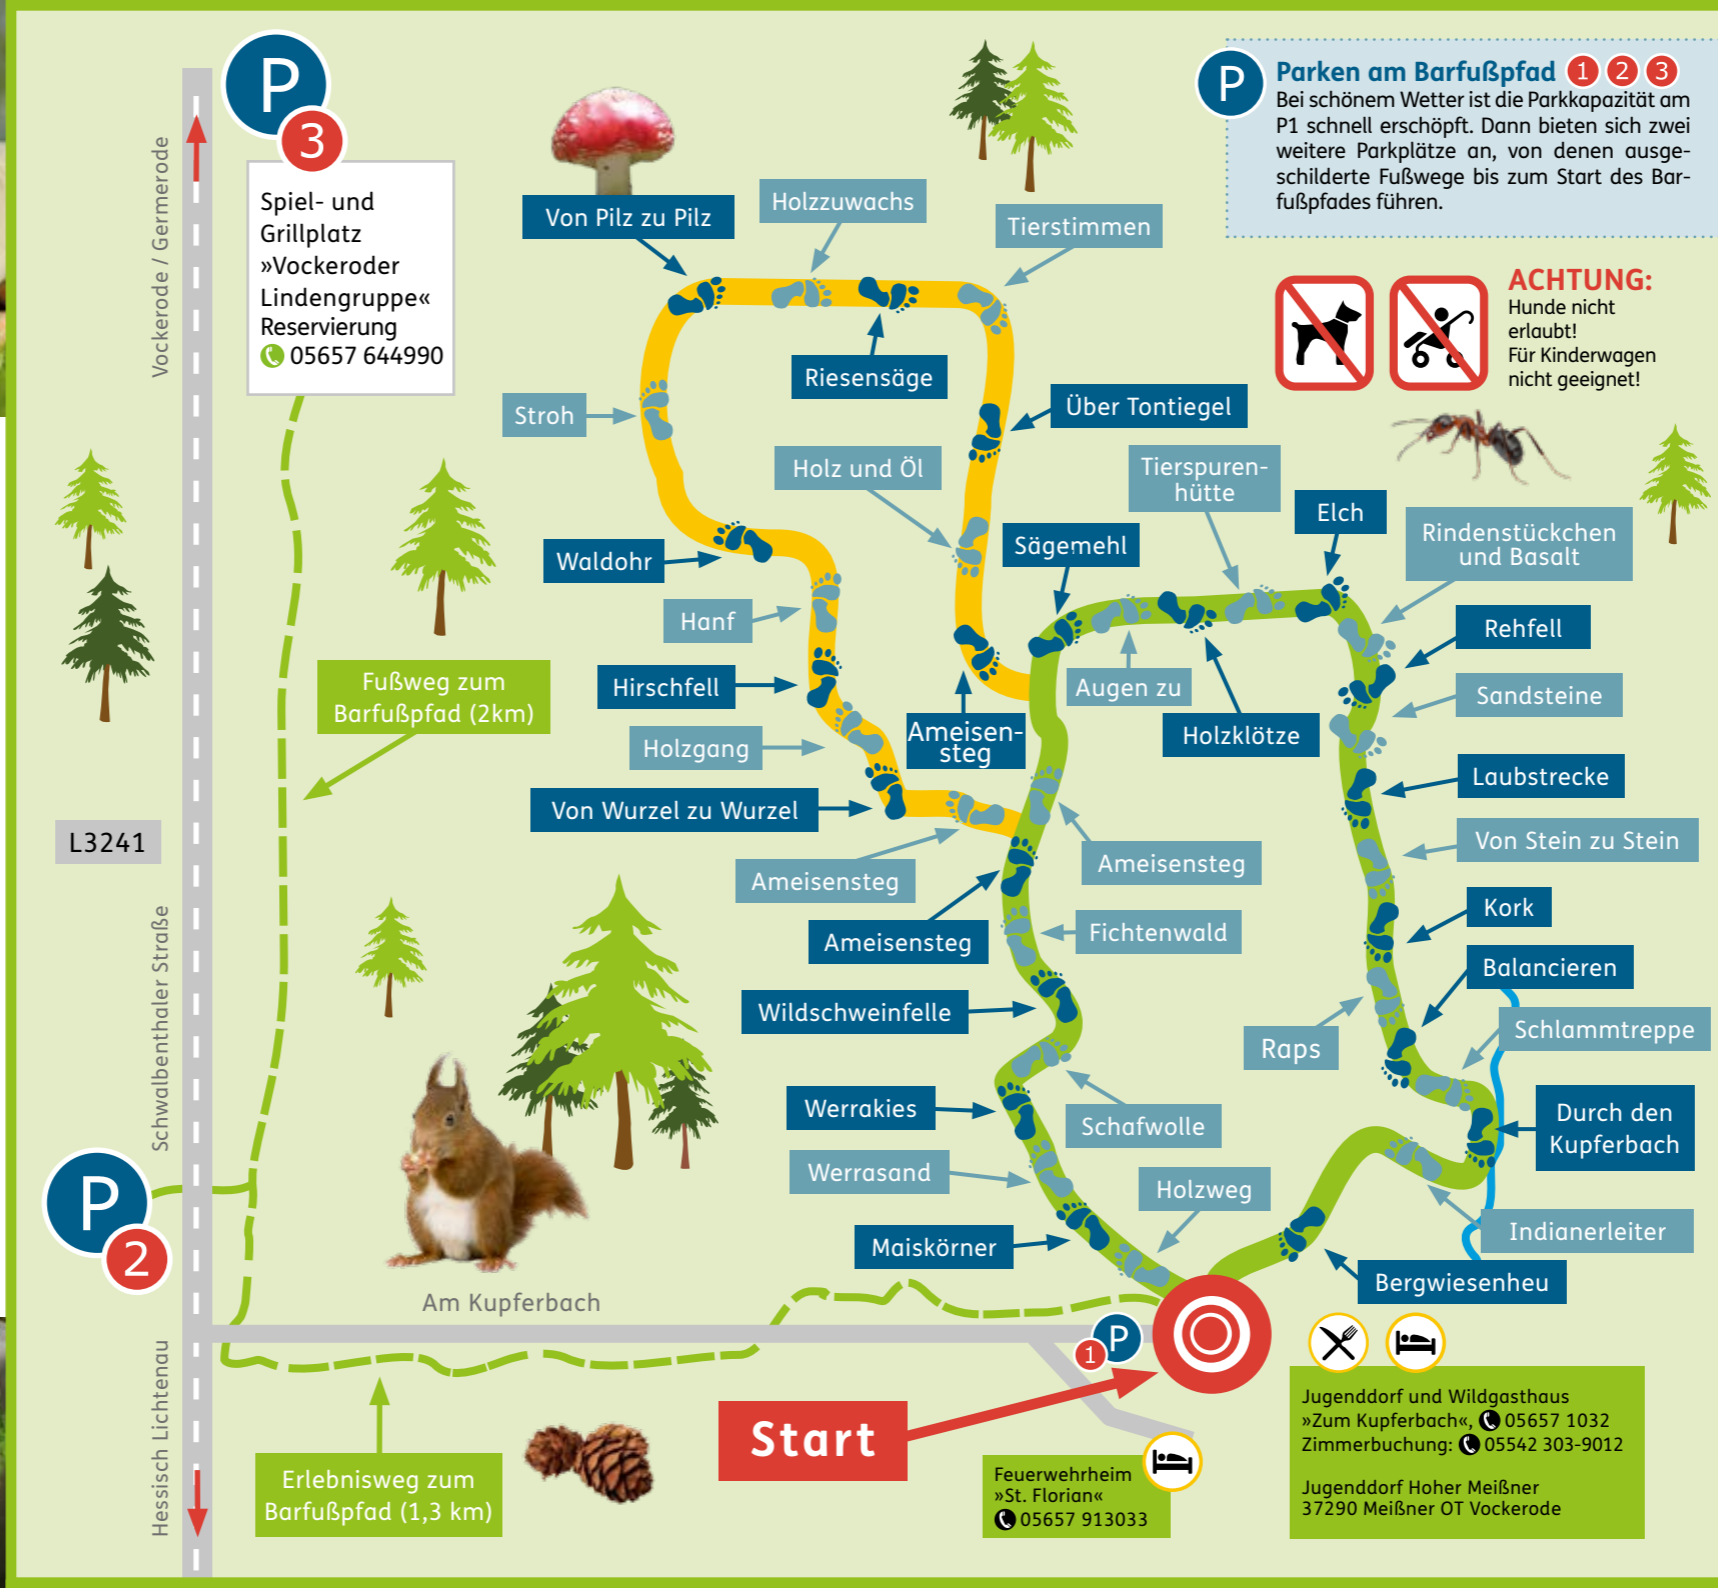 P
3
Spiel- und
Grillplatz
»Vockeroder
Lindengruppe«
Reservierung
05657 644990
Vockerode / Germerode
P
Parken am Barfußpfad 1 2 3
Bei schönem Wetter ist die Parkkapazität am
P1 schnell erschöpft. Dann bieten sich zwei
weitere Parkplätze an, von denen ausge-
schilderte Fußwege bis zum Start des Bar-
fußpfades führen.
ACHTUNG:
Hunde nicht
erlaubt!
Für Kinderwagen
nicht geeignet!
Von Pilz zu Pilz
Holzzuwachs
Tierstimmen
Riesensäge
Stroh
Über Tontiegel
Holz und Öl
Tierspuren-
hütte
Elch
Rindenstückchen
und Basalt
Sägemehl
Waldohr
Hanf
Rehfell
Hirschfell
Augen zu
Sandsteine
Fußweg zum
Barfußpfad (2km)
Holzgang
Ameisen-
steg
Holzklötze
Laubstrecke
Von Wurzel zu Wurzel
L3241
Von Stein zu Stein
Ameisensteg
Ameisensteg
Kork
Ameisensteg
Fichtenwald
Balancieren
Schwalbenthaler Straße
Wildschweinfelle
Raps
Schlammtreppe
Werrakies
Schafwolle
Durch den
Kupferbach
Werrasand
Holzweg
P
2
Maiskörner
Indianerleiter
Bergwiesenheu
Am Kupferbach
P
1
Start
Hessisch Lichtenau
Erlebnisweg zum
Barfußpfad (1,3 km)
Feuerwehrheim
»St. Florian«
05657 913033
Jugenddorf und Wildgasthaus
»Zum Kupferbach«, 05657 1032
Zimmerbuchung: 05542 303-9012
Jugenddorf Hoher Meißner
37290 Meißner OT Vockerode